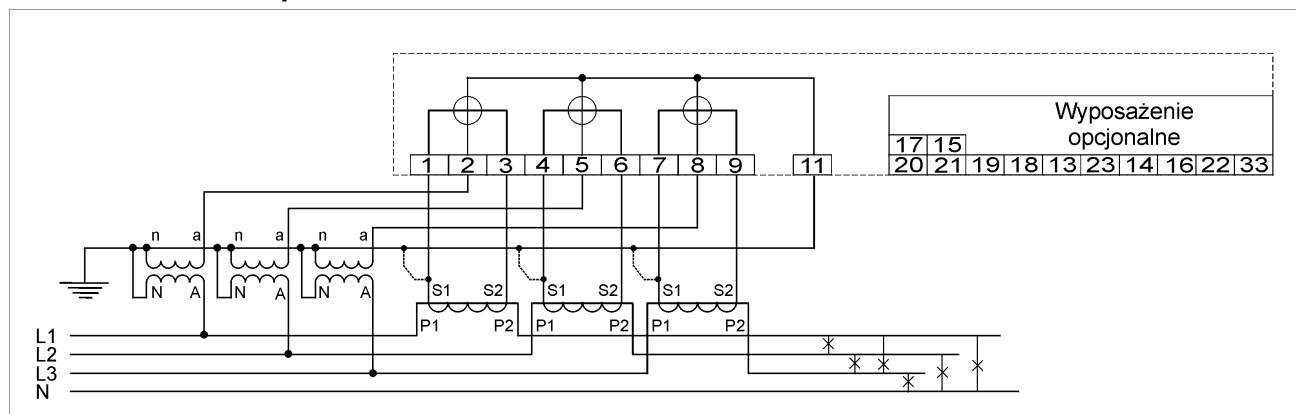 Wyposażenie
opcjonalne
17 15
1 2 3 4 5 6 7 8 9 11 20 21 19 18 13 23 14 16 22 33
n a n a n a
N A N A N A
S1 S2 S1 S2 S1 S2
P1 P2 P1 P2 P1 P2
L1
L2
L3
N